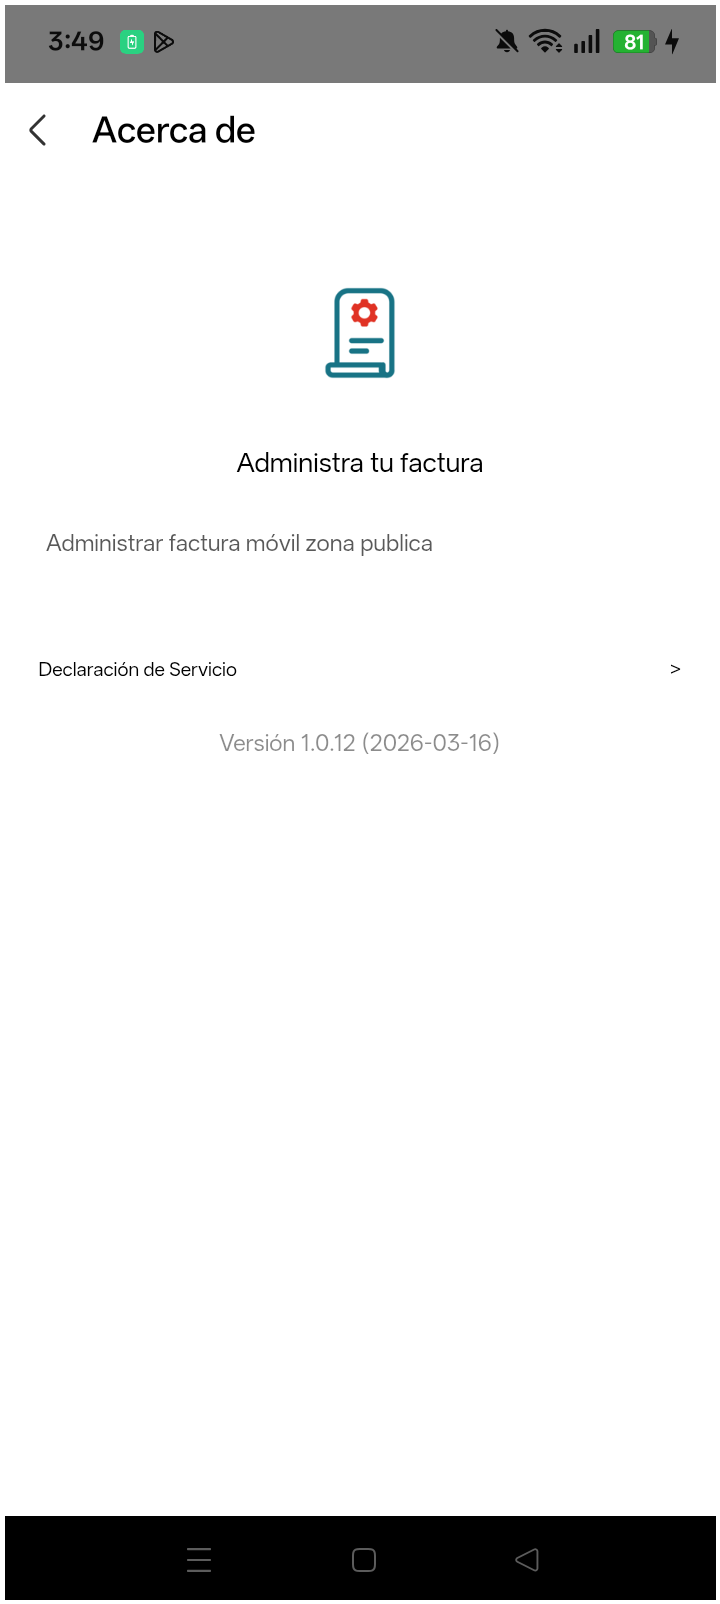 3:49
81
Acerca de
Administra tu factura
Administrar factura móvil zona publica
Declaración de Servicio >
Versión 1.0.12 (2026-03-16)